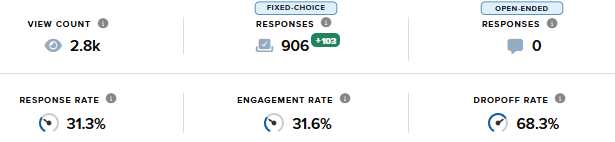 FIXED-CHOICE
OPEN-ENDED
VIEW COUNT
RESPONSES
RESPONSES
2.8k
906 +103
0
RESPONSE RATE
ENGAGEMENT RATE
DROPOFF RATE
31.3%
31.6%
68.3%